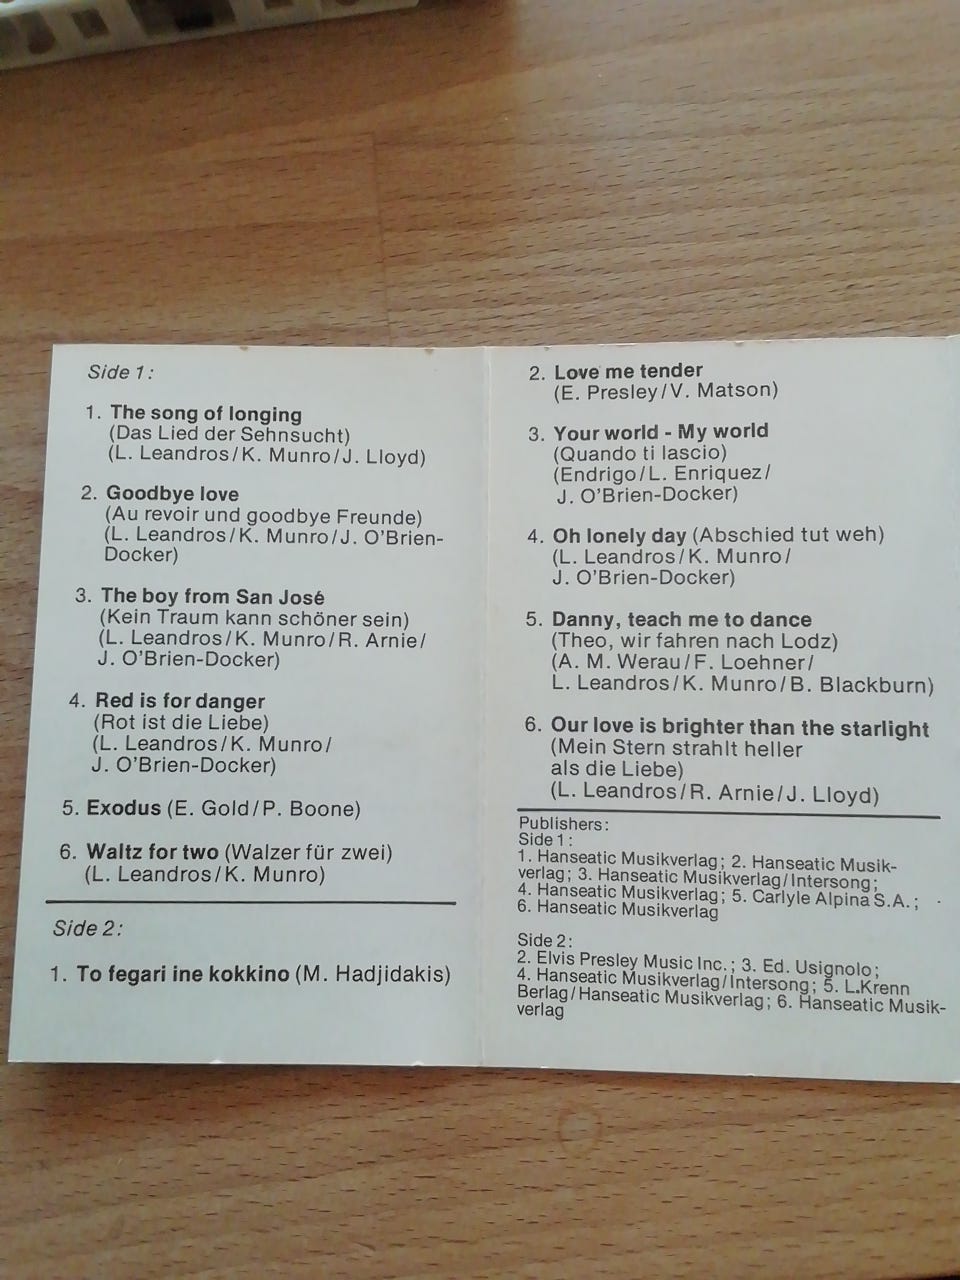 Side 1:
1. The song of longing
(Das Lied der Sehnsucht)
(L. Leandros/K. Munro/J. Lloyd)
2. Goodbye love
(Au revoir und goodbye Freunde)
(L. Leandros/K. Munro/J. O'Brien-
Docker)
3. The boy from San José
(Kein Traum kann schöner sein)
(L. Leandros/K. Munro/R. Arnie/
J. O'Brien-Docker)
4. Red is for danger
(Rot ist die Liebe)
(L. Leandros/K. Munro/
J. O'Brien-Docker)
5. Exodus (E. Gold/P. Boone)
6. Waltz for two (Walzer für zwei)
(L. Leandros/K. Munro)
Side 2:
1. To fegari ine kokkino (M. Hadjidakis)
2. Love me tender
(E. Presley/V. Matson)
3. Your world - My world
(Quando ti lascio)
(Endrigo/L. Enriquez/
J. O'Brien-Docker)
4. Oh lonely day (Abschied tut weh)
(L. Leandros/K. Munro/
J. O'Brien-Docker)
5. Danny, teach me to dance
(Theo, wir fahren nach Lodz)
(A. M. Werau/F. Loehner/
L. Leandros/K. Munro/B. Blackburn)
6. Our love is brighter than the starlight
(Mein Stern strahlt heller
als die Liebe)
(L. Leandros/R. Arnie/J. Lloyd)
Publishers:
Side 1:
1. Hanseatic Musikverlag; 2. Hanseatic Musik-
verlag; 3. Hanseatic Musikverlag/Intersong;
4. Hanseatic Musikverlag; 5. Carlyle Alpina S.A.;
6. Hanseatic Musikverlag
Side 2:
2. Elvis Presley Music Inc.; 3. Ed. Usignolo;
4. Hanseatic Musikverlag/Intersong; 5. L.Krenn
Berlag/Hanseatic Musikverlag; 6. Hanseatic Musik-
verlag